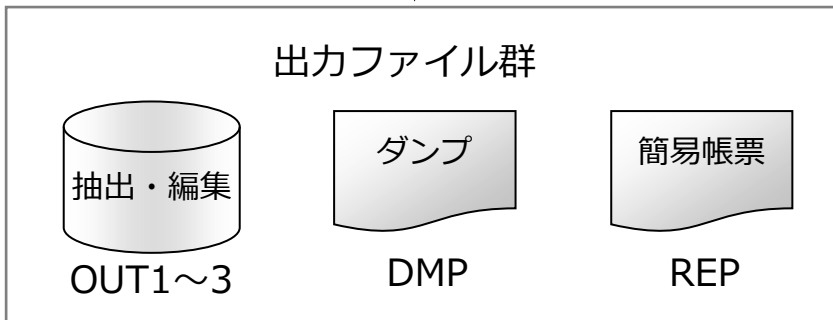 出力ファイル群
抽出・編集
ダンプ
簡易帳票
OUT1～3
DMP
REP